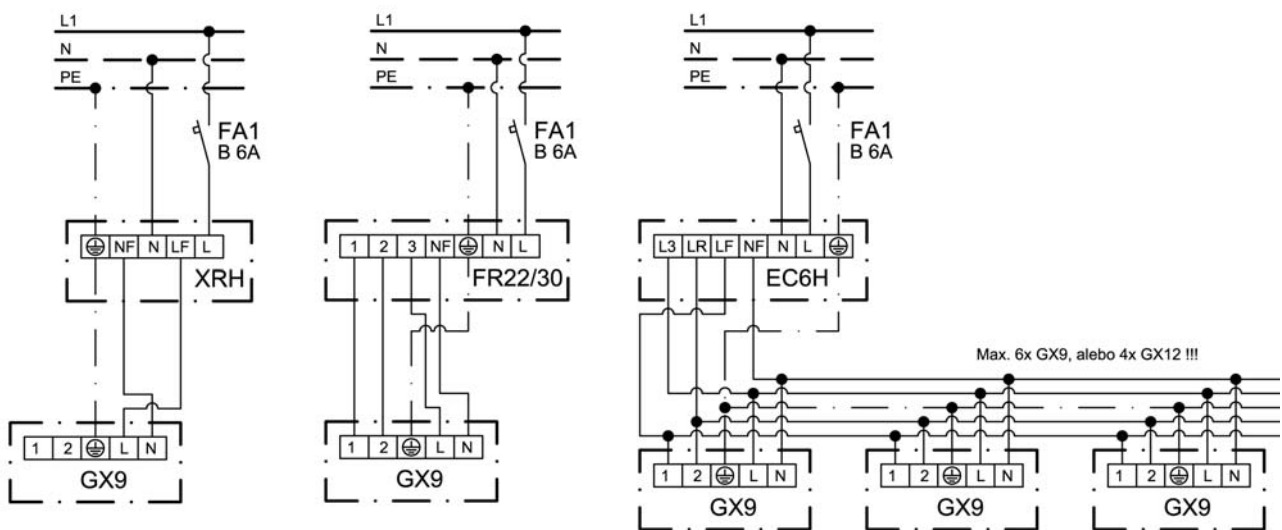 L1
N
PE
FA1
B 6A
⏚ NF N LF L
XRH
1 2 ⏚ L N
GX9
L1
N
PE
FA1
B 6A
1 2 3 NF ⏚ N L
FR22/30
1 2 ⏚ L N
GX9
L1
N
PE
FA1
B 6A
L3 LR LF NF N L ⏚
EC6H
Max. 6x GX9, alebo 4x GX12 !!!
1 2 ⏚ L N
GX9
1 2 ⏚ L N
GX9
1 2 ⏚ L N
GX9